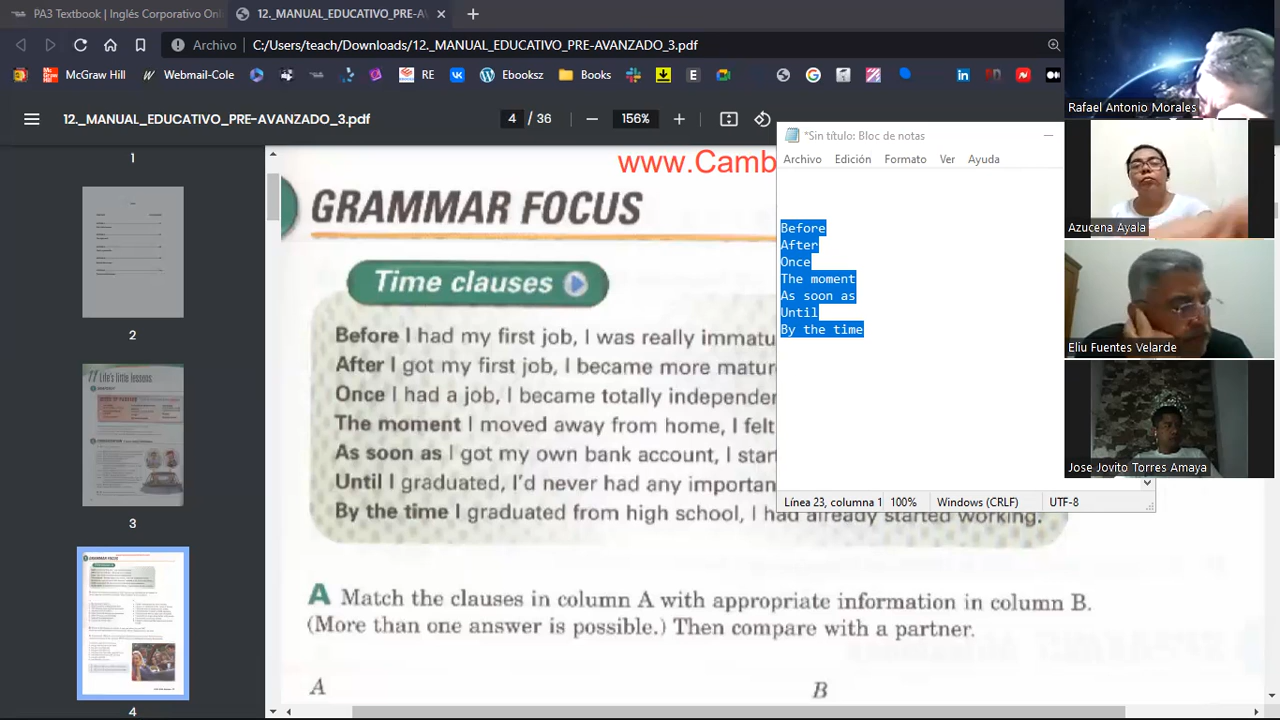 PA3 Textbook | Inglés Corporativo Onli
12._MANUAL_EDUCATIVO_PRE-AVANZADO_3.p
Archivo
C:/Users/teach/Downloads/12._MANUAL_EDUCATIVO_PRE-AVANZADO_3.pdf
McGraw Hill
Webmail-Cole
RE
Ebooksz
Books
12._MANUAL_EDUCATIVO_PRE-AVANZADO_3.pdf
4 / 36
156%
1
2
3
4
Life's little lessons
GRAMMAR FOCUS
www.Camb
GRAMMAR FOCUS
Time clauses
Before I had my first job, I was really immatu
After I got my first job, I became more matur
Once I had a job, I became totally independen
The moment I moved away from home, I felt
As soon as I got my own bank account, I star
Until I graduated, I'd never had any importan
By the time I graduated from high school, I had already started working.
A Match the clauses in column A with appropriate information in column B.
(More than one answer is possible.) Then compare with a partner.
A
B
*Sin título: Bloc de notas
Archivo Edición Formato Ver Ayuda
Before
After
Once
The moment
As soon as
Until
By the time
Línea 23, columna 1 100% Windows (CRLF) UTF-8
Rafael Antonio Morales
Azucena Ayala
Eliu Fuentes Velarde
Jose Jovito Torres Amaya